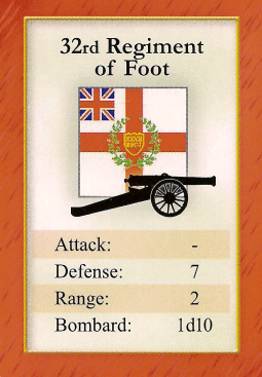 32rd Regiment
of Foot
Attack: -
Defense: 7
Range: 2
Bombard: 1d10